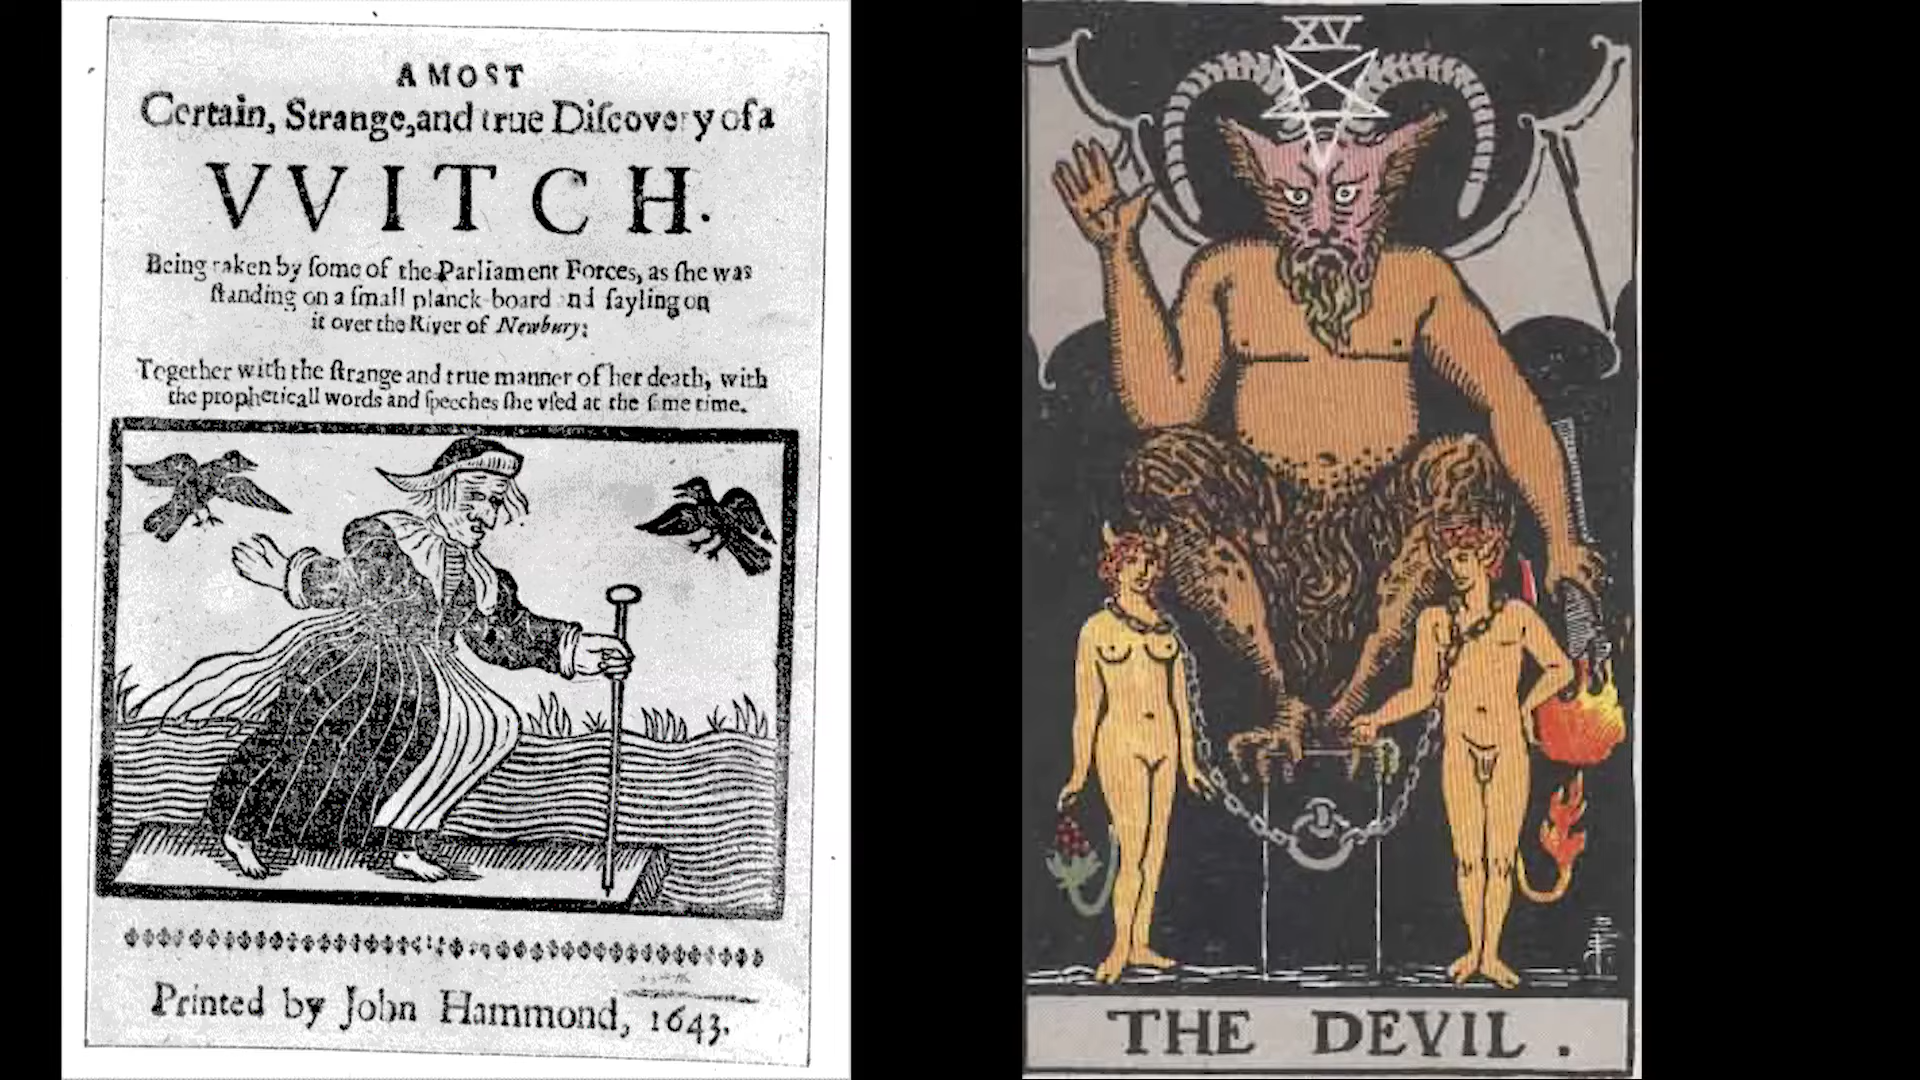 A MOST
Certain, Strange, and true Diſcovery of a
VVITCH.
Being taken by ſome of the Parliament Forces, as ſhe was
ſtanding on a ſmall planck-board and ſayling on
it over the River of Newbury:
Together with the ſtrange and true manner of her death, with
the propheticall words and ſpeeches ſhe vſed at the ſame time.
Printed by John Hammond, 1643.
XV
THE DEVIL.